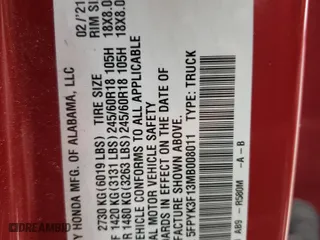 Y HONDA MFG. OF ALABAMA, LLC 02/'21
2730 KG (6019 LBS) TIRE SIZE RIM SI
F 1420 KG (3131 LBS) 245/60R18 105H 18X8.0
R 1480 KG (3263 LBS) 245/60R18 105H 18X8.0
CONFORMS TO ALL APPLICABLE
AL MOTOR VEHICLE SAFETY
ARDS IN EFFECT ON THE DATE OF
FACTURE SHOWN ABOVE.
5FPYK3F13MB008011 TYPE: TRUCK
A89 R580M -A-B
DREAMBID